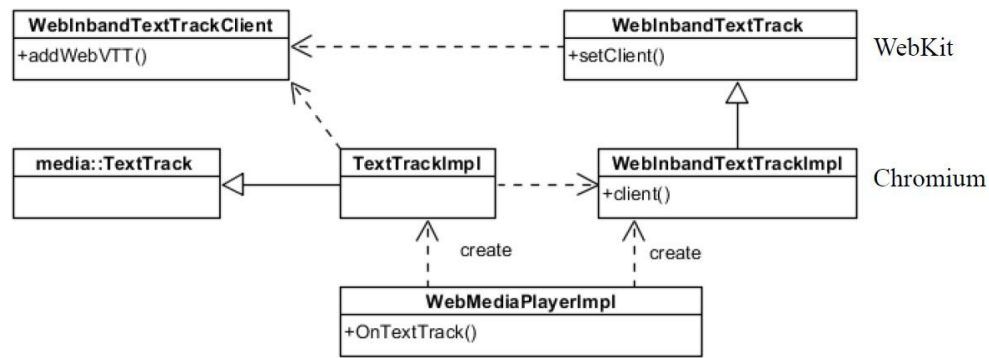 WebInbandTextTrackClient
+addWebVTT()
WebInbandTextTrack
+setClient()
WebKit
media::TextTrack
TextTrackImpl
WebInbandTextTrackImpl
+client()
Chromium
create
create
WebMediaPlayerImpl
+OnTextTrack()